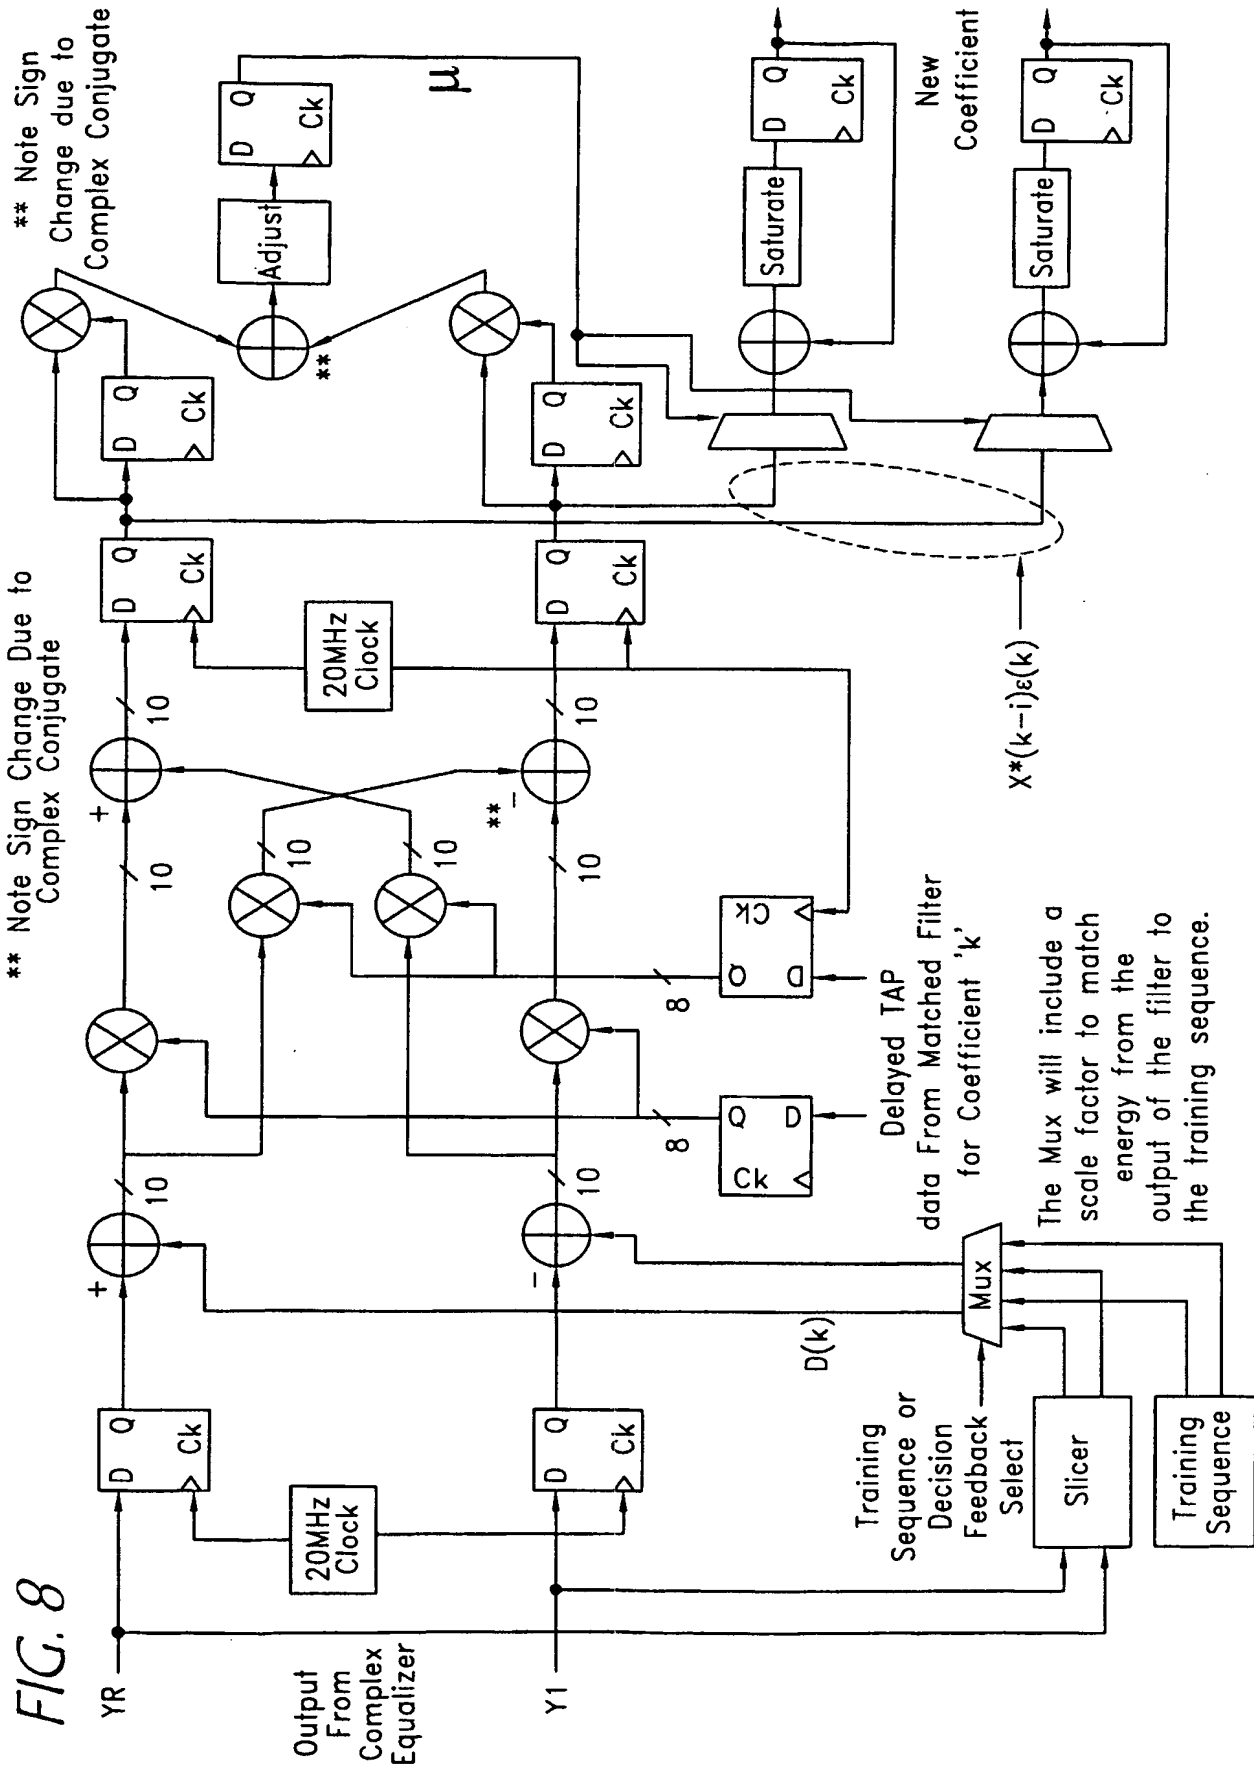 FIG. 8
** Note Sign Change Due to
Complex Conjugate
** Note Sign
Change due to
Complex Conjugate
YR
Output
From
Complex
Equalizer
Y1
D
Q
Ck
20MHz
Clock
D
Q
Ck
+
10
-
10
D(k)
Training
Sequence or
Decision
Feedback
Select
Mux
Slicer
Training
Sequence
The Mux will include a
scale factor to match
energy from the
output of the filter to
the training sequence.
Ck
Q
D
8
Q
Ck
D
8
Delayed TAP
data From Matched Filter
for Coefficient 'k'
10
+
10
10
10
10
**
-
10
D
Q
Ck
20MHz
Clock
D
Q
Ck
X*(k-i)ε(k)
D
Q
Ck
D
Q
Ck
**
Adjust
D
Q
Ck
μ
Saturate
D
Q
Ck
New
Coefficient
Saturate
D
Q
Ck